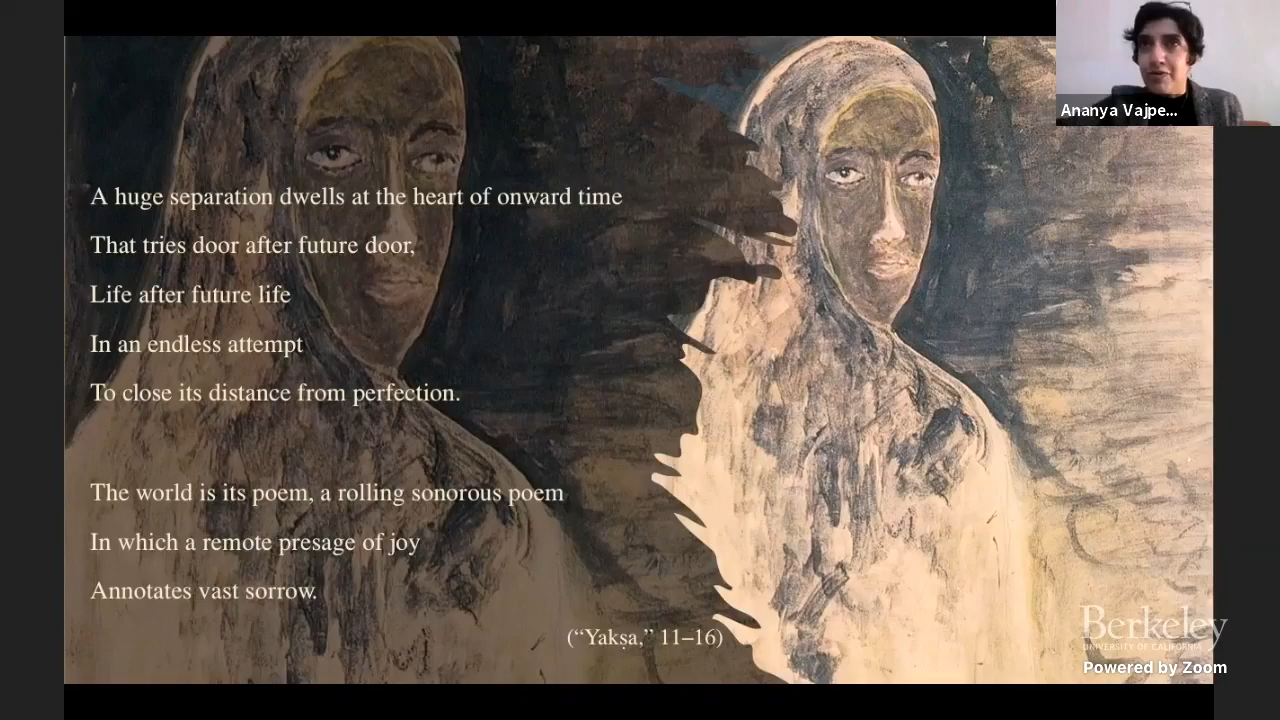 Ananya Vajpe...
A huge separation dwells at the heart of onward time
That tries door after future door,
Life after future life
In an endless attempt
To close its distance from perfection.
The world is its poem, a rolling sonorous poem
In which a remote presage of joy
Annotates vast sorrow.
(“Yakṣa,” 11–16)
Berkeley
UNIVERSITY OF CALIFORNIA
Powered by Zoom